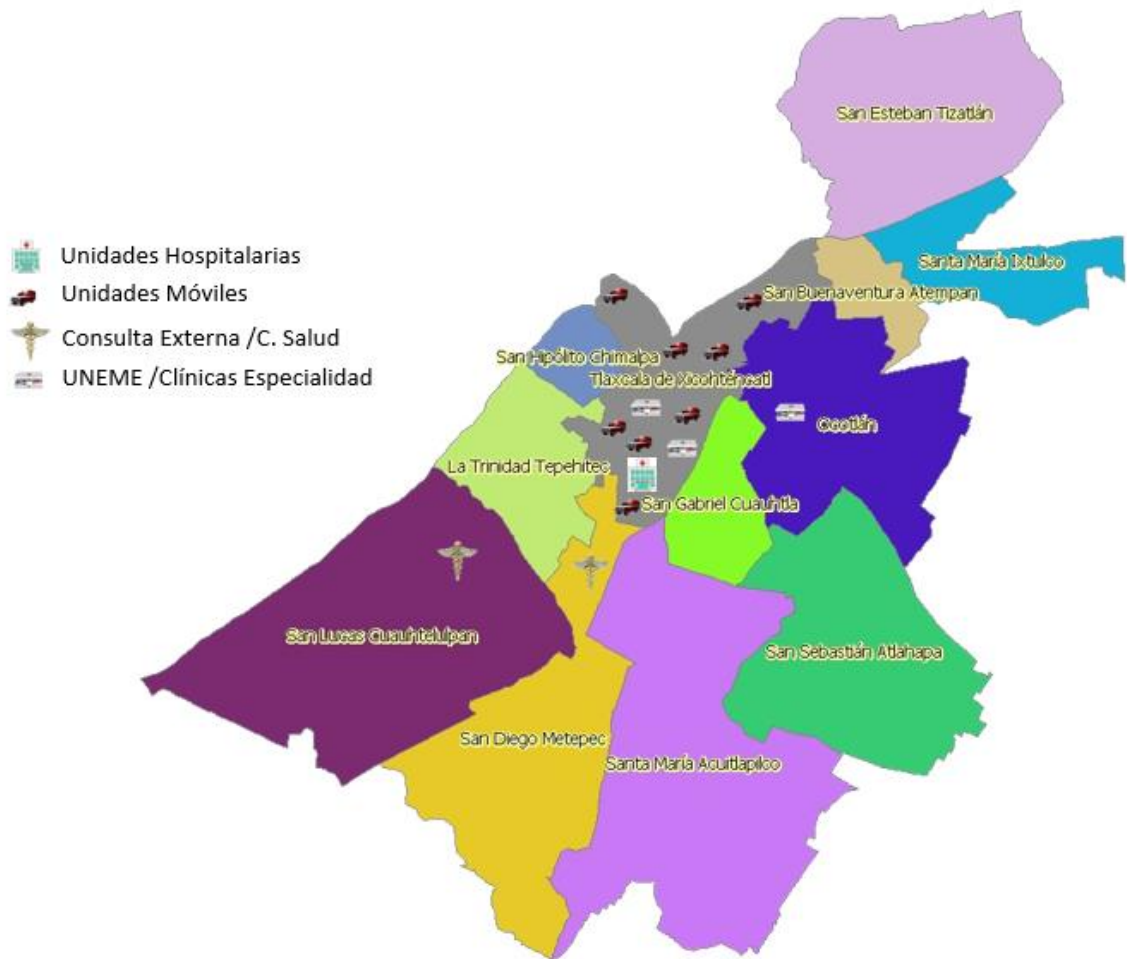 San Esteban Tizatlán
Unidades Hospitalarias
Santa María Ixtulco
Unidades Móviles
San Buenaventura Atempan
Consulta Externa /C. Salud
San Hipólito Chimalpa
UNEME /Clínicas Especialidad
Tlaxcala de Xicohténcatl
Ocotlán
La Trinidad Tepehitec
San Gabriel Cuauhtla
San Lucas Cuauhtelulpan
San Sebastián Atlahapa
San Diego Metepec
Santa María Acuitlapilco